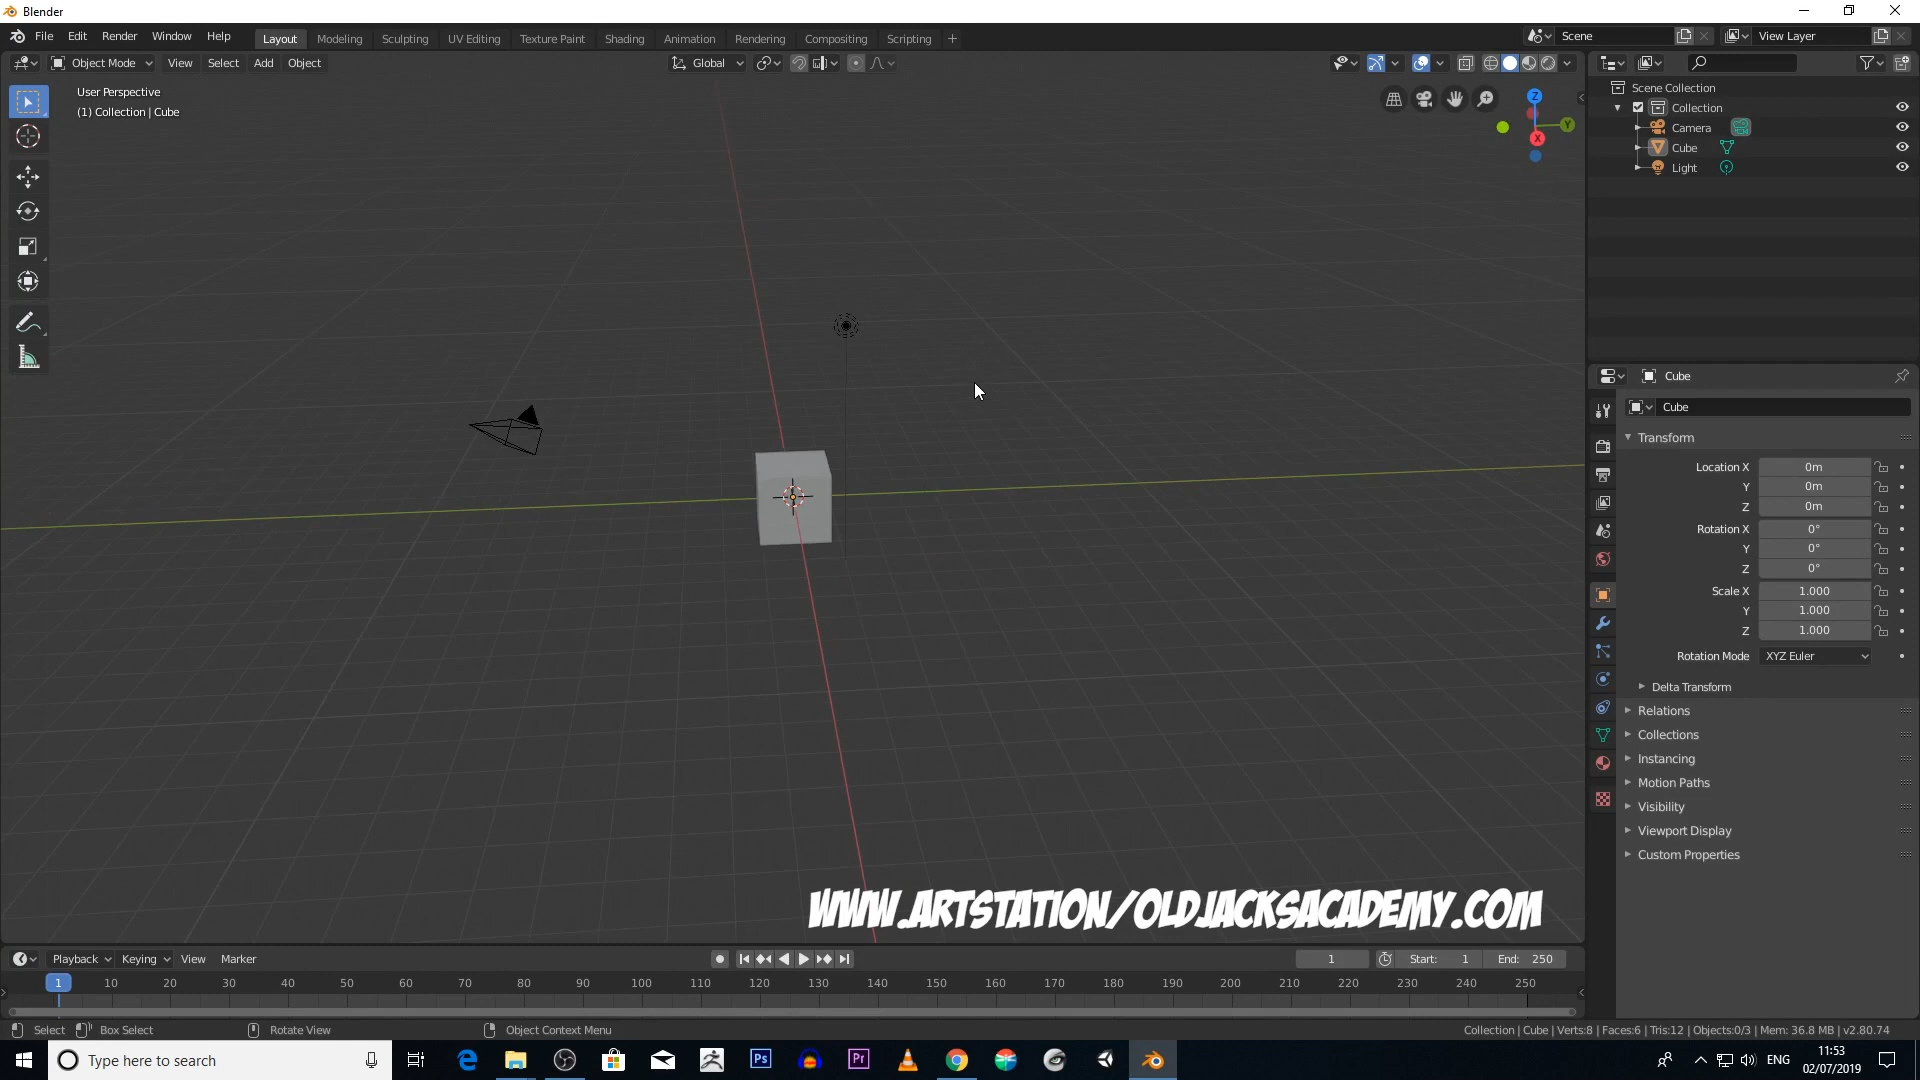 Blender
File Edit Render Window Help
Layout Modeling Sculpting UV Editing Texture Paint Shading Animation Rendering Compositing Scripting +
Scene
View Layer
Object Mode View Select Add Object
Global
User Perspective
(1) Collection | Cube
Z
Y
X
Scene Collection
Collection
Camera
Cube
Light
Cube
Cube
Transform
Location X 0m
Y 0m
Z 0m
Rotation X 0°
Y 0°
Z 0°
Scale X 1.000
Y 1.000
Z 1.000
Rotation Mode XYZ Euler
Delta Transform
Relations
Collections
Instancing
Motion Paths
Visibility
Viewport Display
Custom Properties
WWW.ARTSTATION/OLDJACKSACADEMY.COM
Playback Keying View Marker
1 Start: 1 End: 250
1 10 20 30 40 50 60 70 80 90 100 110 120 130 140 150 160 170 180 190 200 210 220 230 240 250
Select Box Select Rotate View Object Context Menu
Collection | Cube | Verts:8 | Faces:6 | Tris:12 | Objects:0/3 | Mem: 36.8 MB | v2.80.74
Type here to search
Ps
Pr
ENG
11:53
02/07/2019